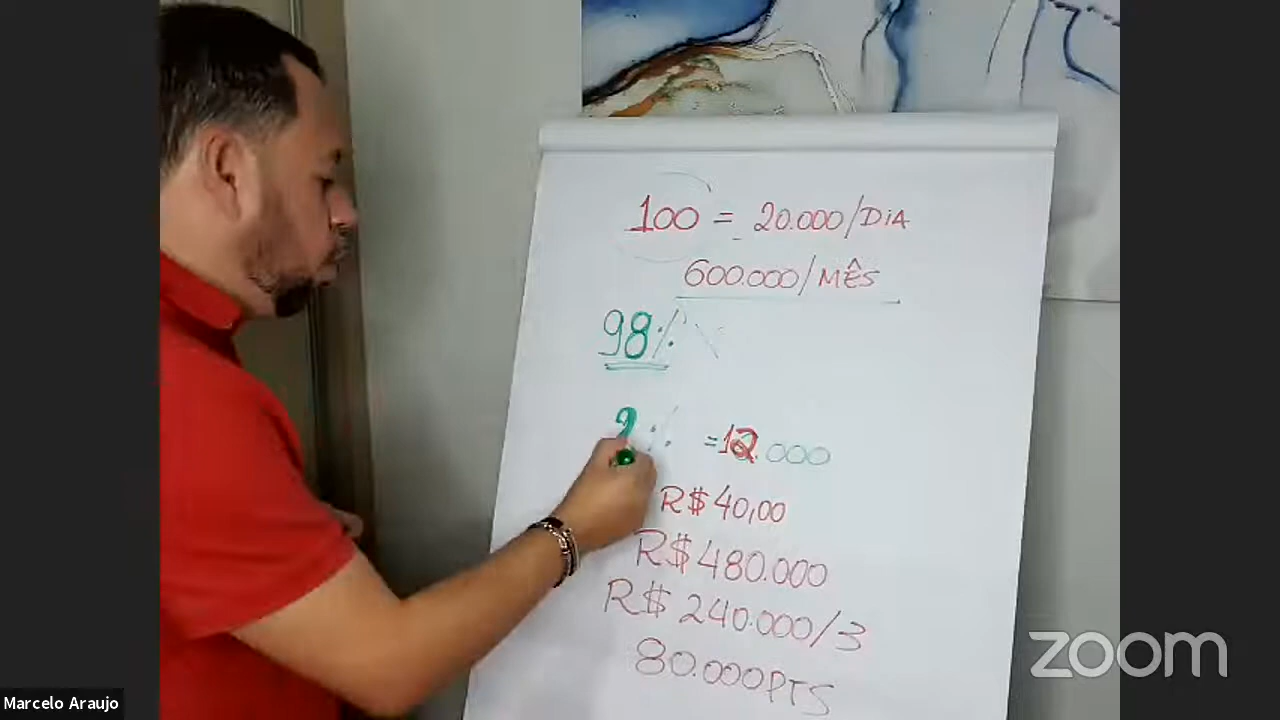 100 = 20.000/DIA
600.000/MÊS
98%
2% = 12.000
R$ 40,00
R$ 480.000
R$ 240.000/3
80.000 PTS
zoom
Marcelo Araujo